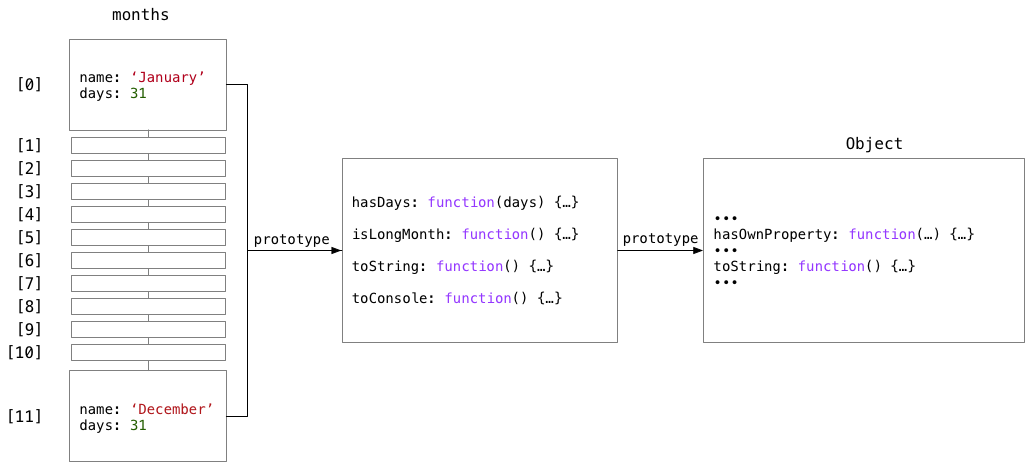 months
[0]
name: ‘January’
days: 31
[1]
[2]
[3]
[4]
[5]
[6]
[7]
[8]
[9]
[10]
[11]
name: ‘December’
days: 31
prototype
hasDays: function(days) {…}
isLongMonth: function() {…}
toString: function() {…}
toConsole: function() {…}
prototype
Object
•••
hasOwnProperty: function(…) {…}
•••
toString: function() {…}
•••